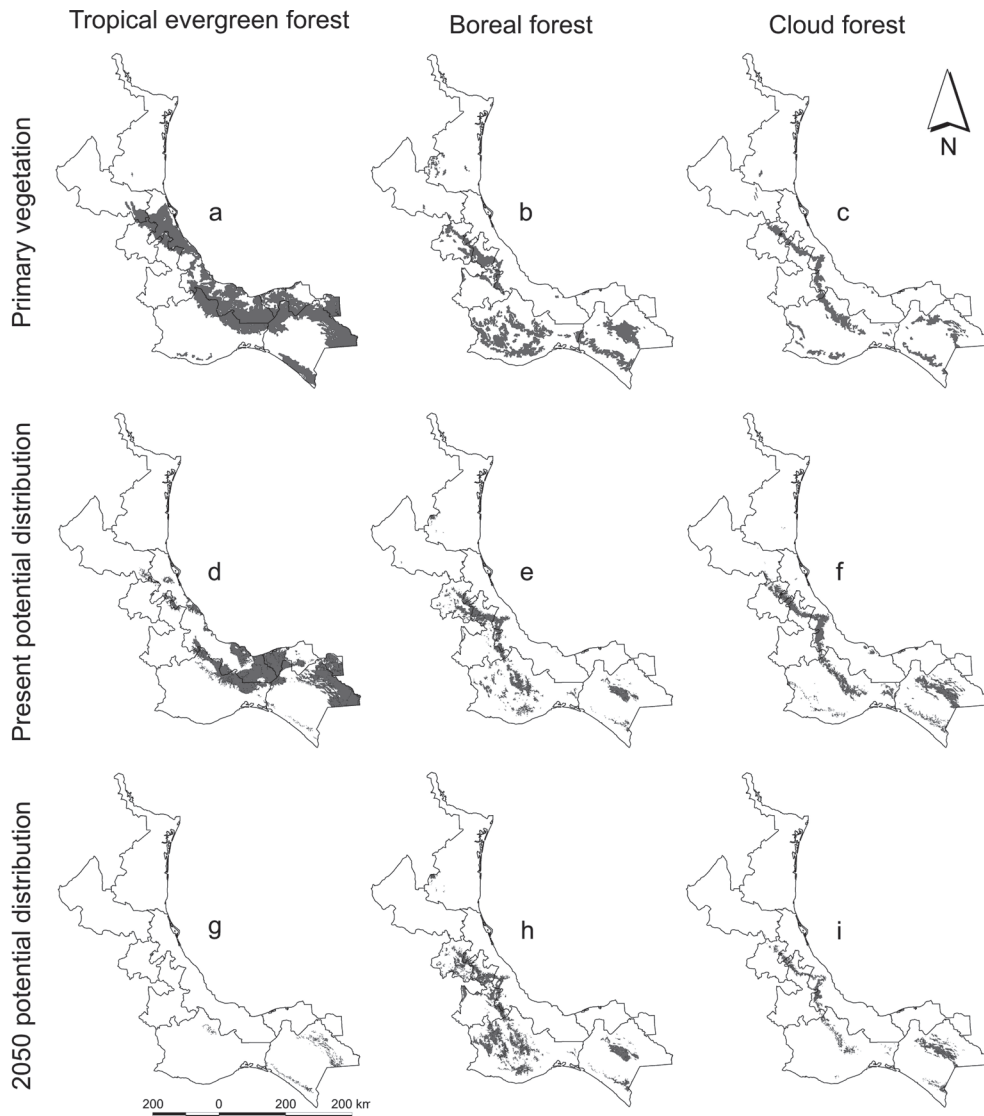 Tropical evergreen forest
Boreal forest
Cloud forest
N
Primary vegetation
a
b
c
Present potential distribution
d
e
f
2050 potential distribution
g
h
i
200 0 200 200 km